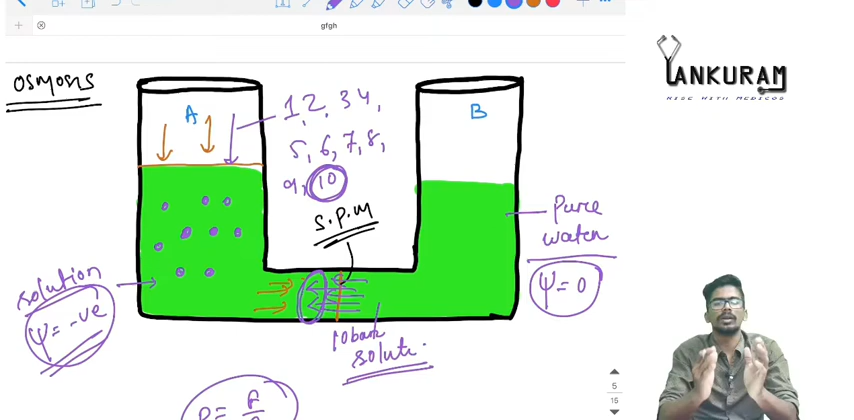 gfgh
OSMOSIS
A
B
1, 2, 3 4,
5, 6, 7, 8,
9, 10
S.P.M
Pure
water
ψ = 0
solution
ψ = -ve
solute.
P = F
5
15
YANKURAM
RISE WITH MEDICOS